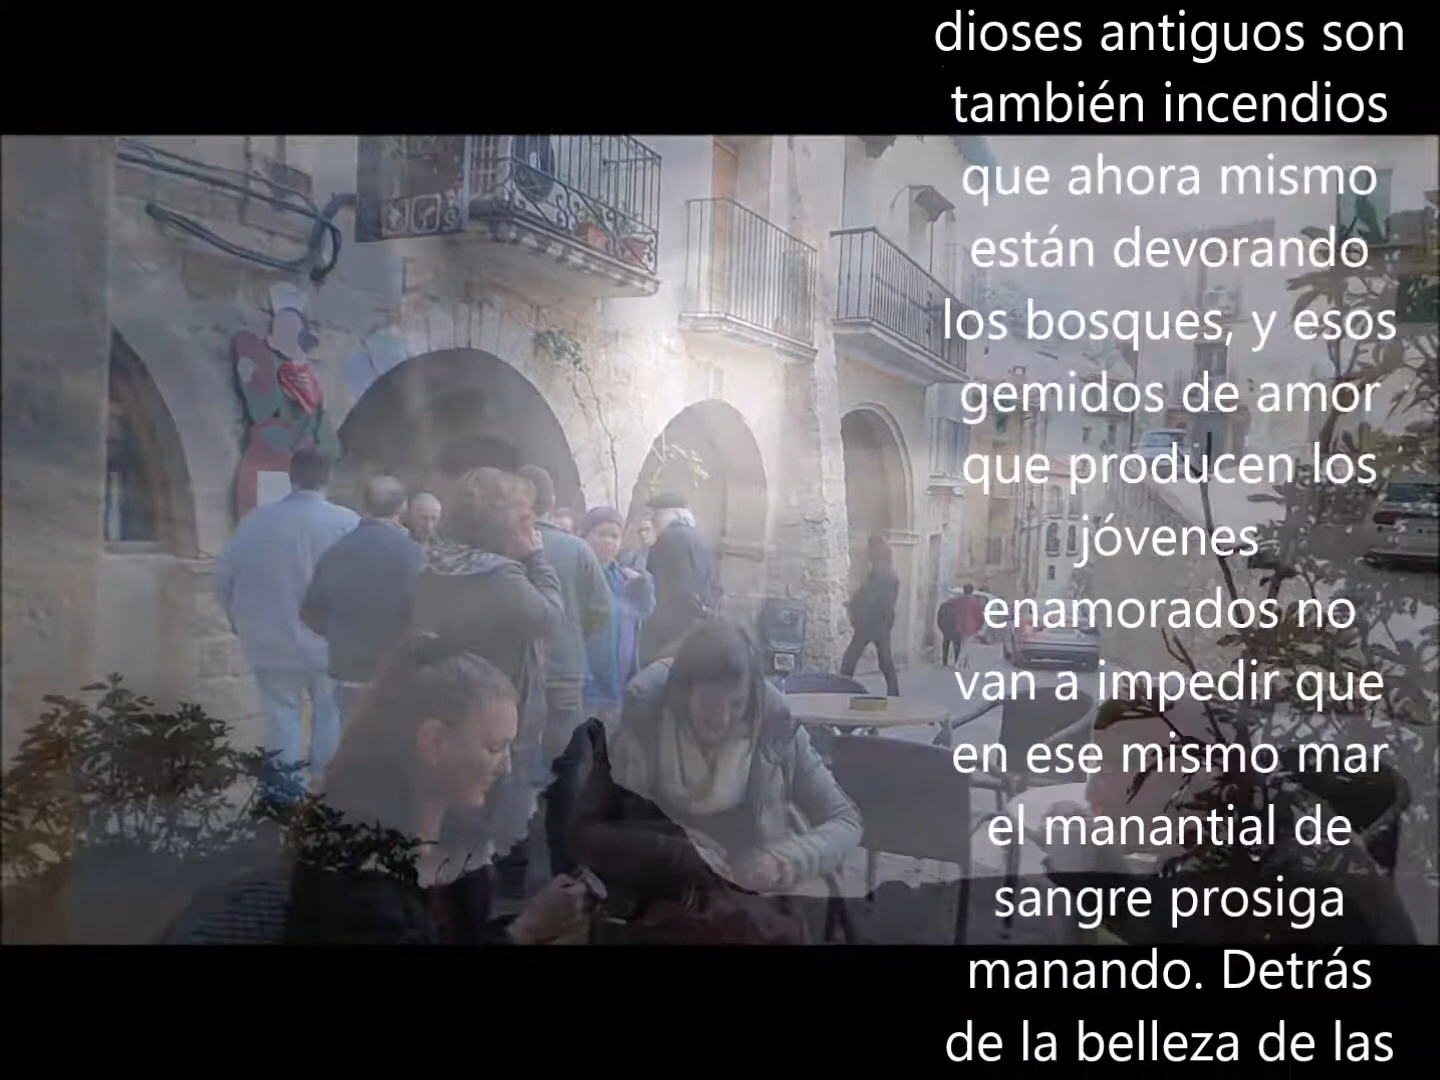 dioses antiguos son
también incendios
que ahora mismo
están devorando
los bosques, y esos
gemidos de amor
que producen los
jóvenes
enamorados no
van a impedir que
en ese mismo mar
el manantial de
sangre prosiga
manando. Detrás
de la belleza de las